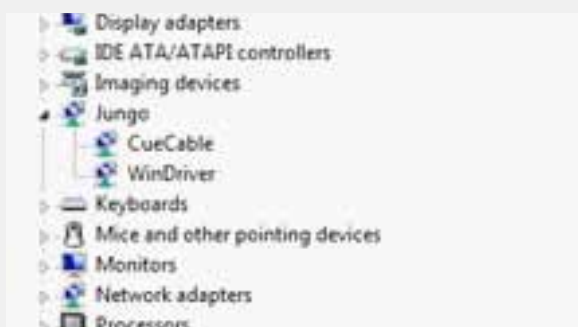 Display adapters
IDE ATA/ATAPI controllers
Imaging devices
Jungo
CueCable
WinDriver
Keyboards
Mice and other pointing devices
Monitors
Network adapters
Processors